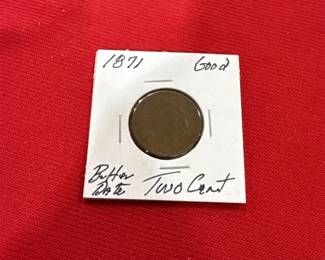 1871 Good
Better Date Two Cent